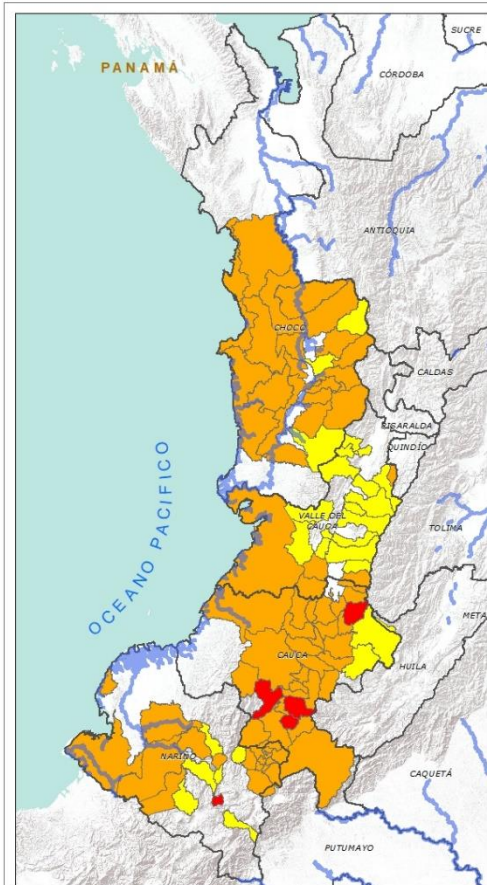 SUCRE
PANAMÁ
CÓRDOBA
ANTIOQUIA
CHOCÓ
CALDAS
RISARALDA
QUINDÍO
OCEANO PACIFICO
VALLE DEL
CAUCA
TOLIMA
META
CAUCA
HUILA
NARIÑO
CAQUETÁ
PUTUMAYO